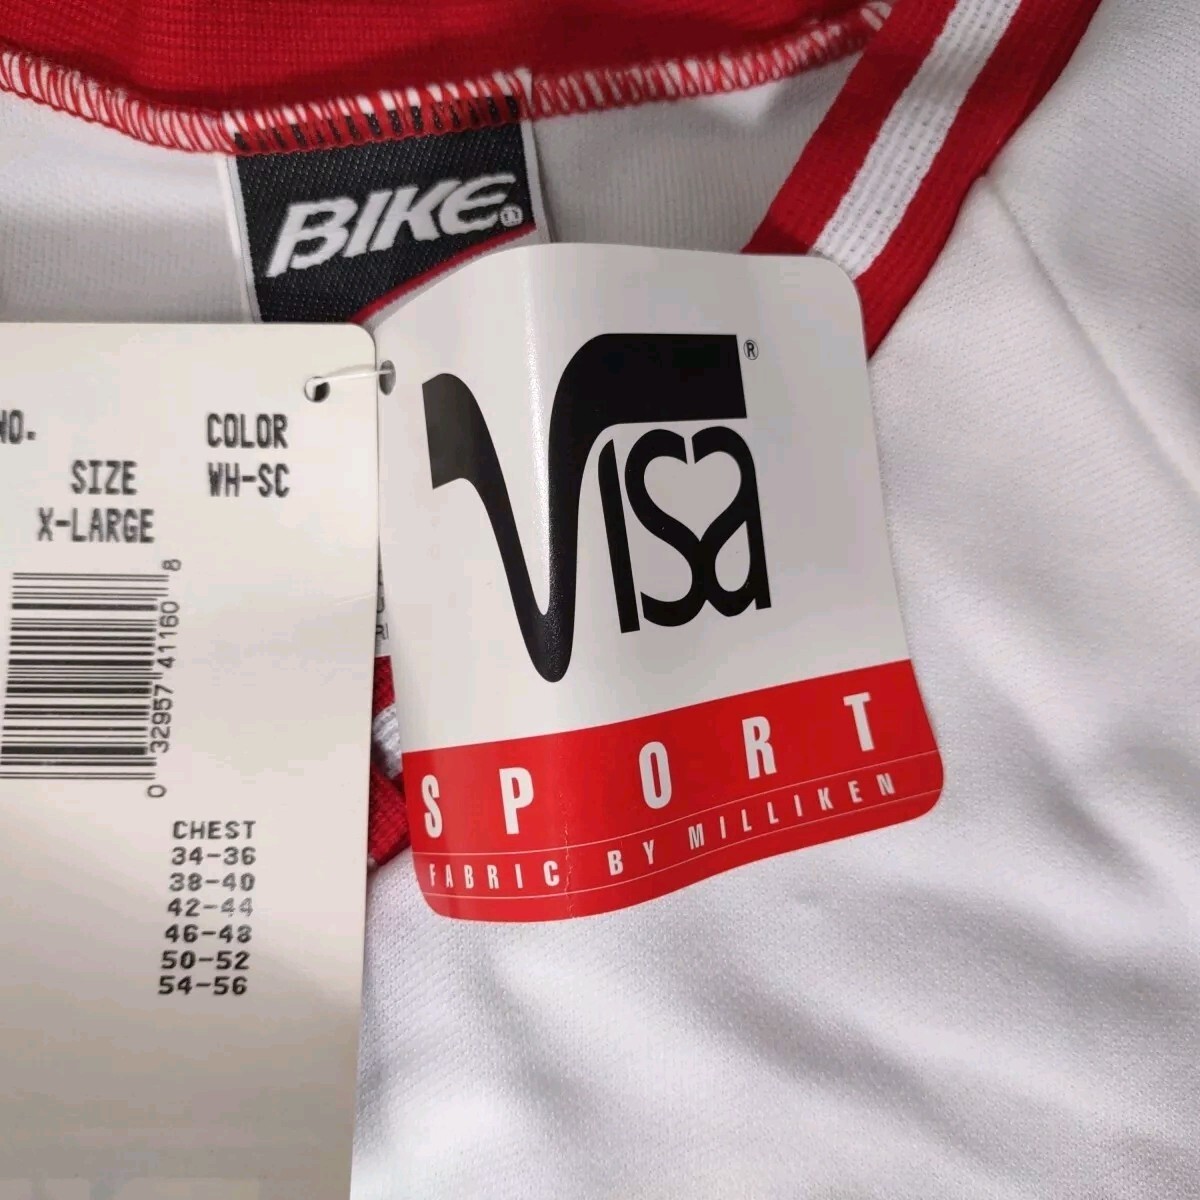 BIKE®
NO.
COLOR
SIZE
WH-SC
X-LARGE
0 32957 41160 8
CHEST
34-36
38-40
42-44
46-48
50-52
54-56
Visa®
SPORT
FABRIC BY MILLIKEN